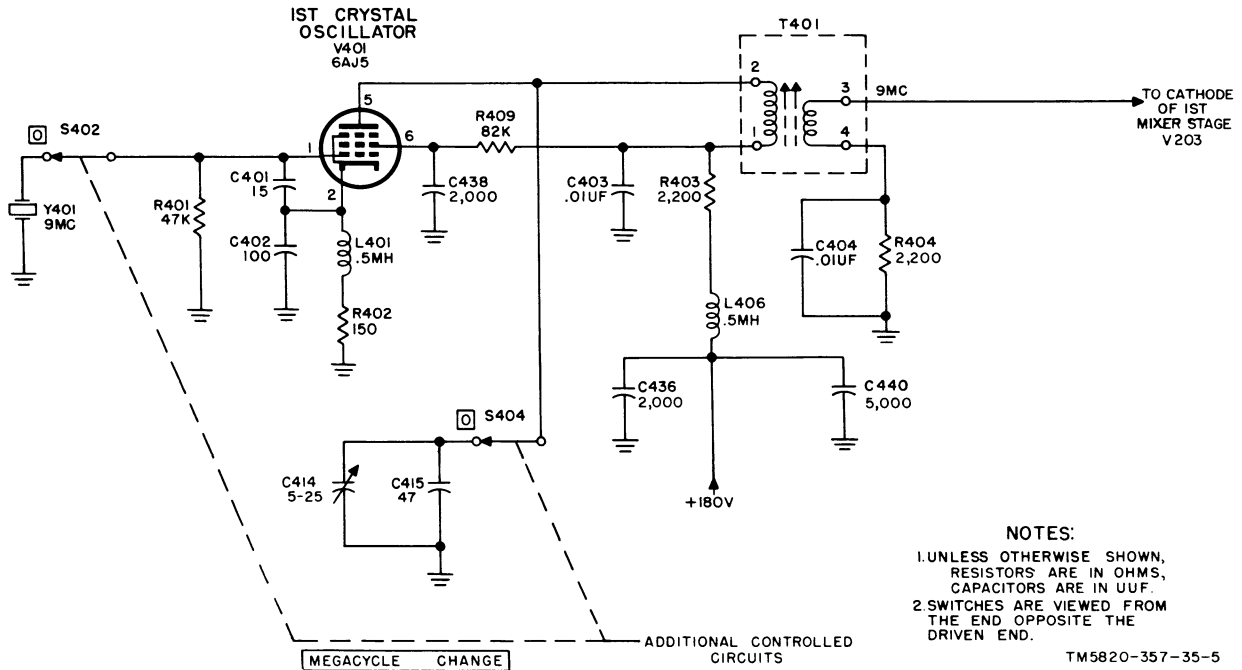 IST CRYSTAL
OSCILLATOR
V401
6AJ5
T401
2
3
9MC
TO CATHODE
OF IST
MIXER STAGE
V203
5
R409
82K
O S402
1
6
1
4
C401
15
2
C438
2,000
C403
.01UF
R403
2,200
Y401
9MC
R401
47K
C402
100
L401
.5MH
C404
.01UF
R404
2,200
R402
150
L406
.5MH
C436
2,000
C440
5,000
O S404
C414
5-25
C415
47
+180V
NOTES:
1. UNLESS OTHERWISE SHOWN,
RESISTORS ARE IN OHMS,
CAPACITORS ARE IN UUF.
2. SWITCHES ARE VIEWED FROM
THE END OPPOSITE THE
DRIVEN END.
ADDITIONAL CONTROLLED
CIRCUITS
MEGACYCLE CHANGE
TM5820-357-35-5